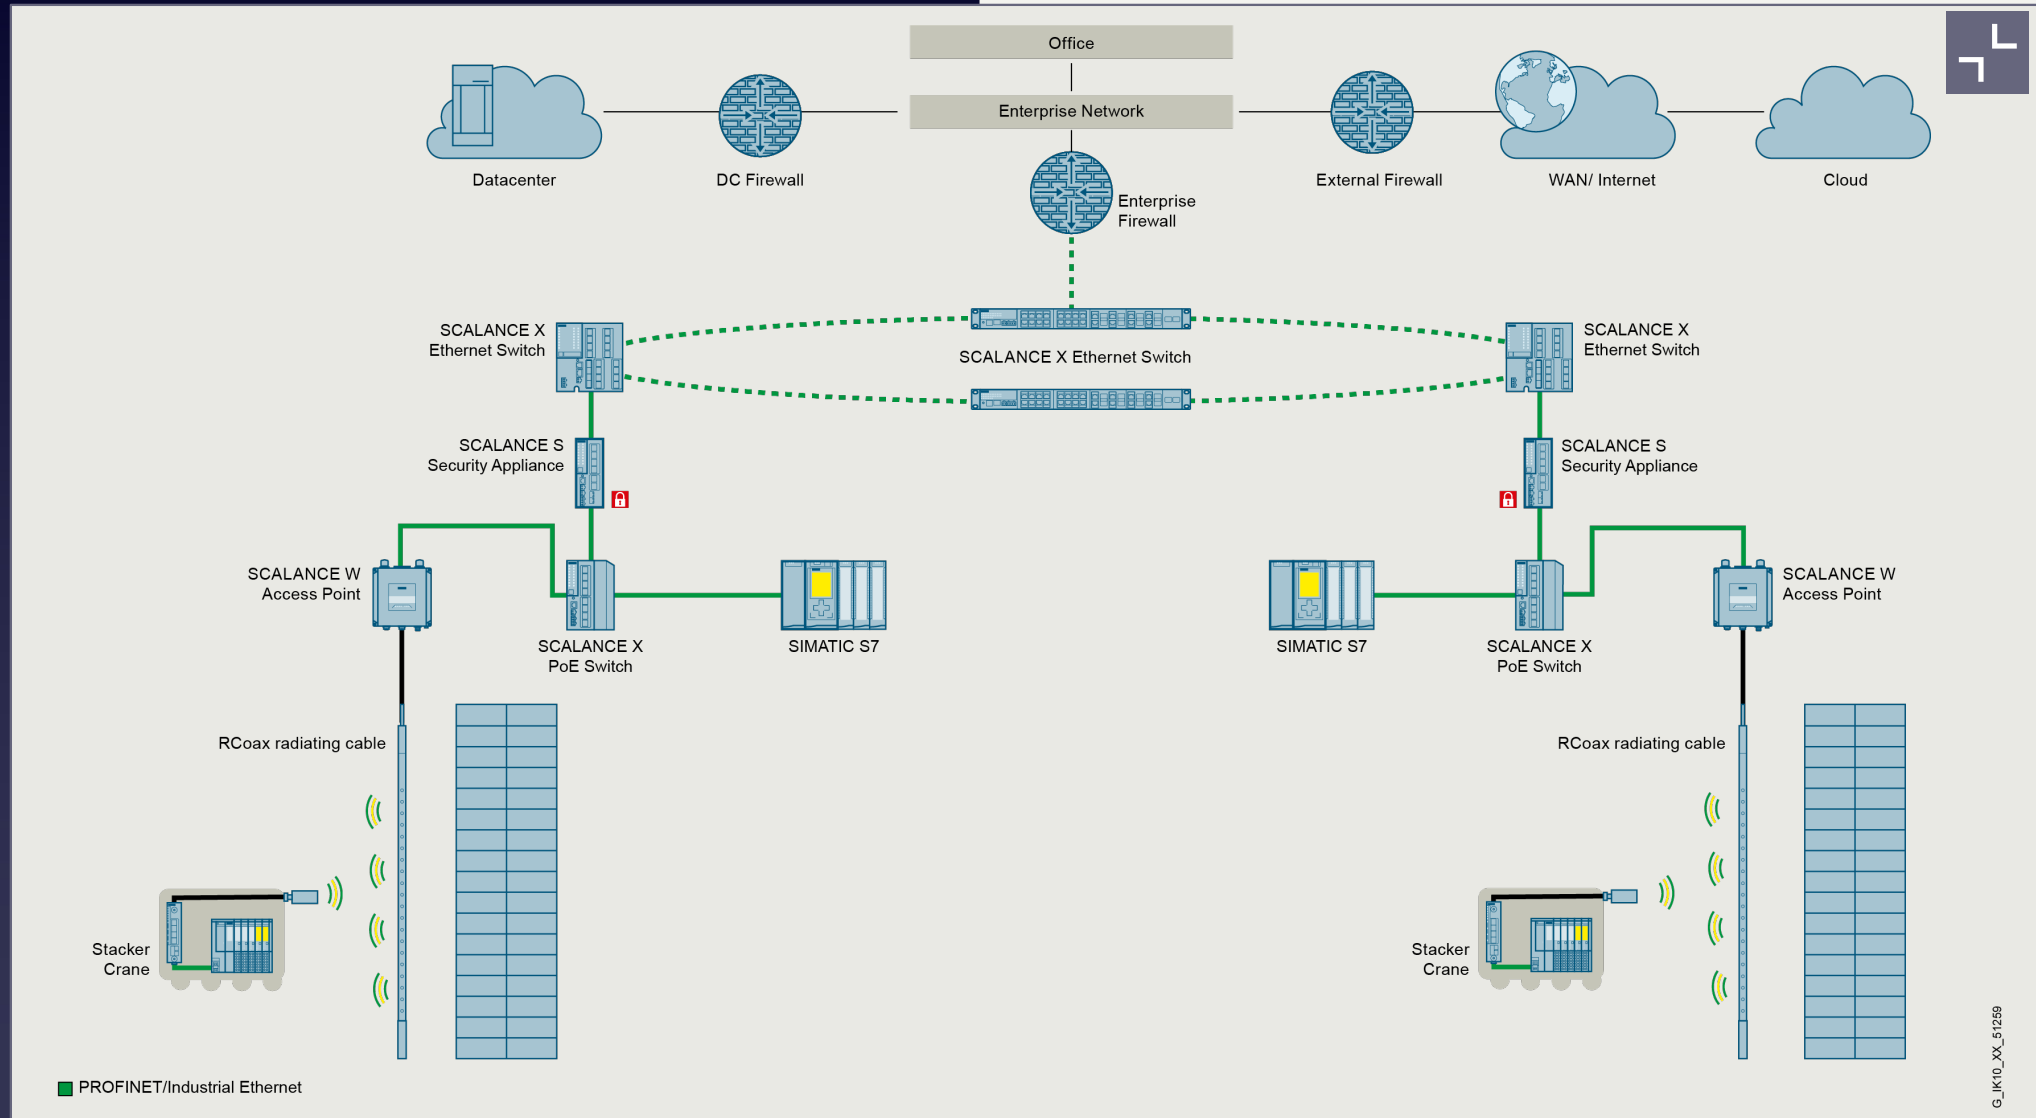 Office
Enterprise Network
Datacenter
DC Firewall
External Firewall
WAN/ Internet
Cloud
Enterprise
Firewall
SCALANCE X
Ethernet Switch
SCALANCE X Ethernet Switch
SCALANCE X
Ethernet Switch
SCALANCE S
Security Appliance
SCALANCE S
Security Appliance
SCALANCE W
Access Point
SCALANCE X
PoE Switch
SIMATIC S7
SIMATIC S7
SCALANCE X
PoE Switch
SCALANCE W
Access Point
RCoax radiating cable
RCoax radiating cable
Stacker
Crane
Stacker
Crane
PROFINET/Industrial Ethernet
G_IK10_XX_51259